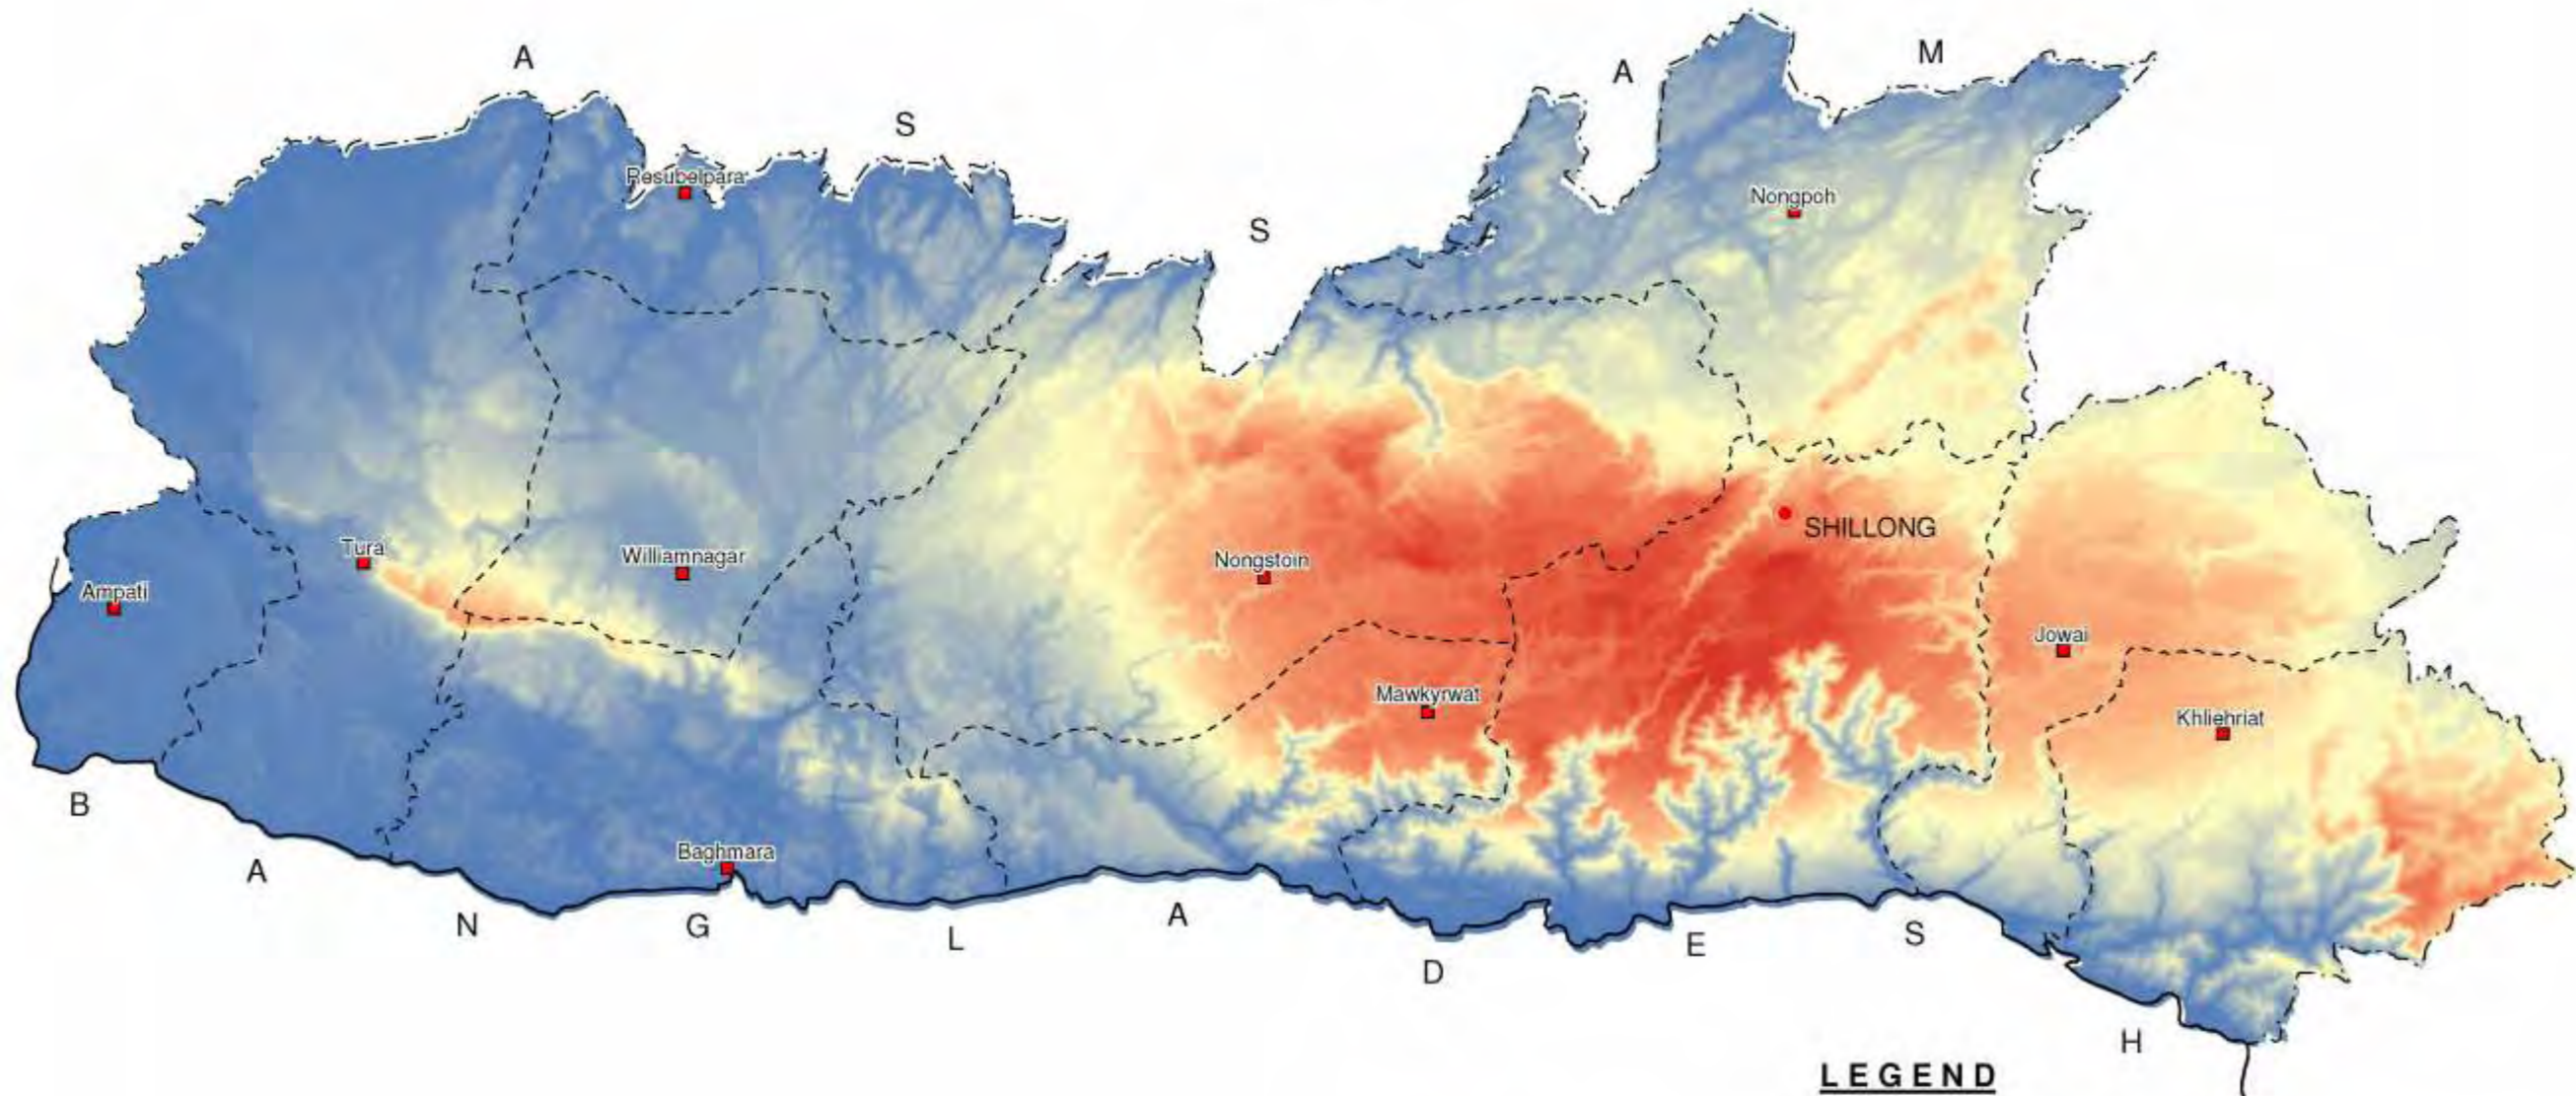 A S S A M
Resubelpara
Nongpoh
SHILLONG
Tura
Williamnagar
Nongstoin
Ampati
Jowai
Mawkyrwat
Khliehriat
Baghmara
B A N G L A D E S H
LEGEND